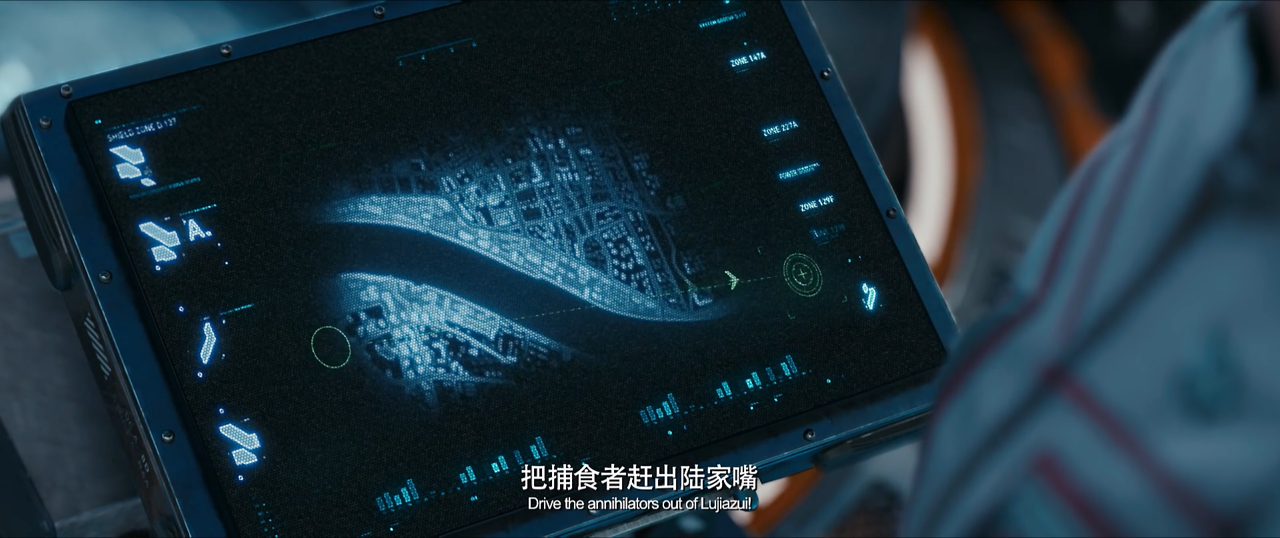 SHIELD ZONE D.137
A.
ZONE 147A
ZONE 227A
ZONE 129F
把捕食者赶出陆家嘴
Drive the annihilators out of Lujiazui!